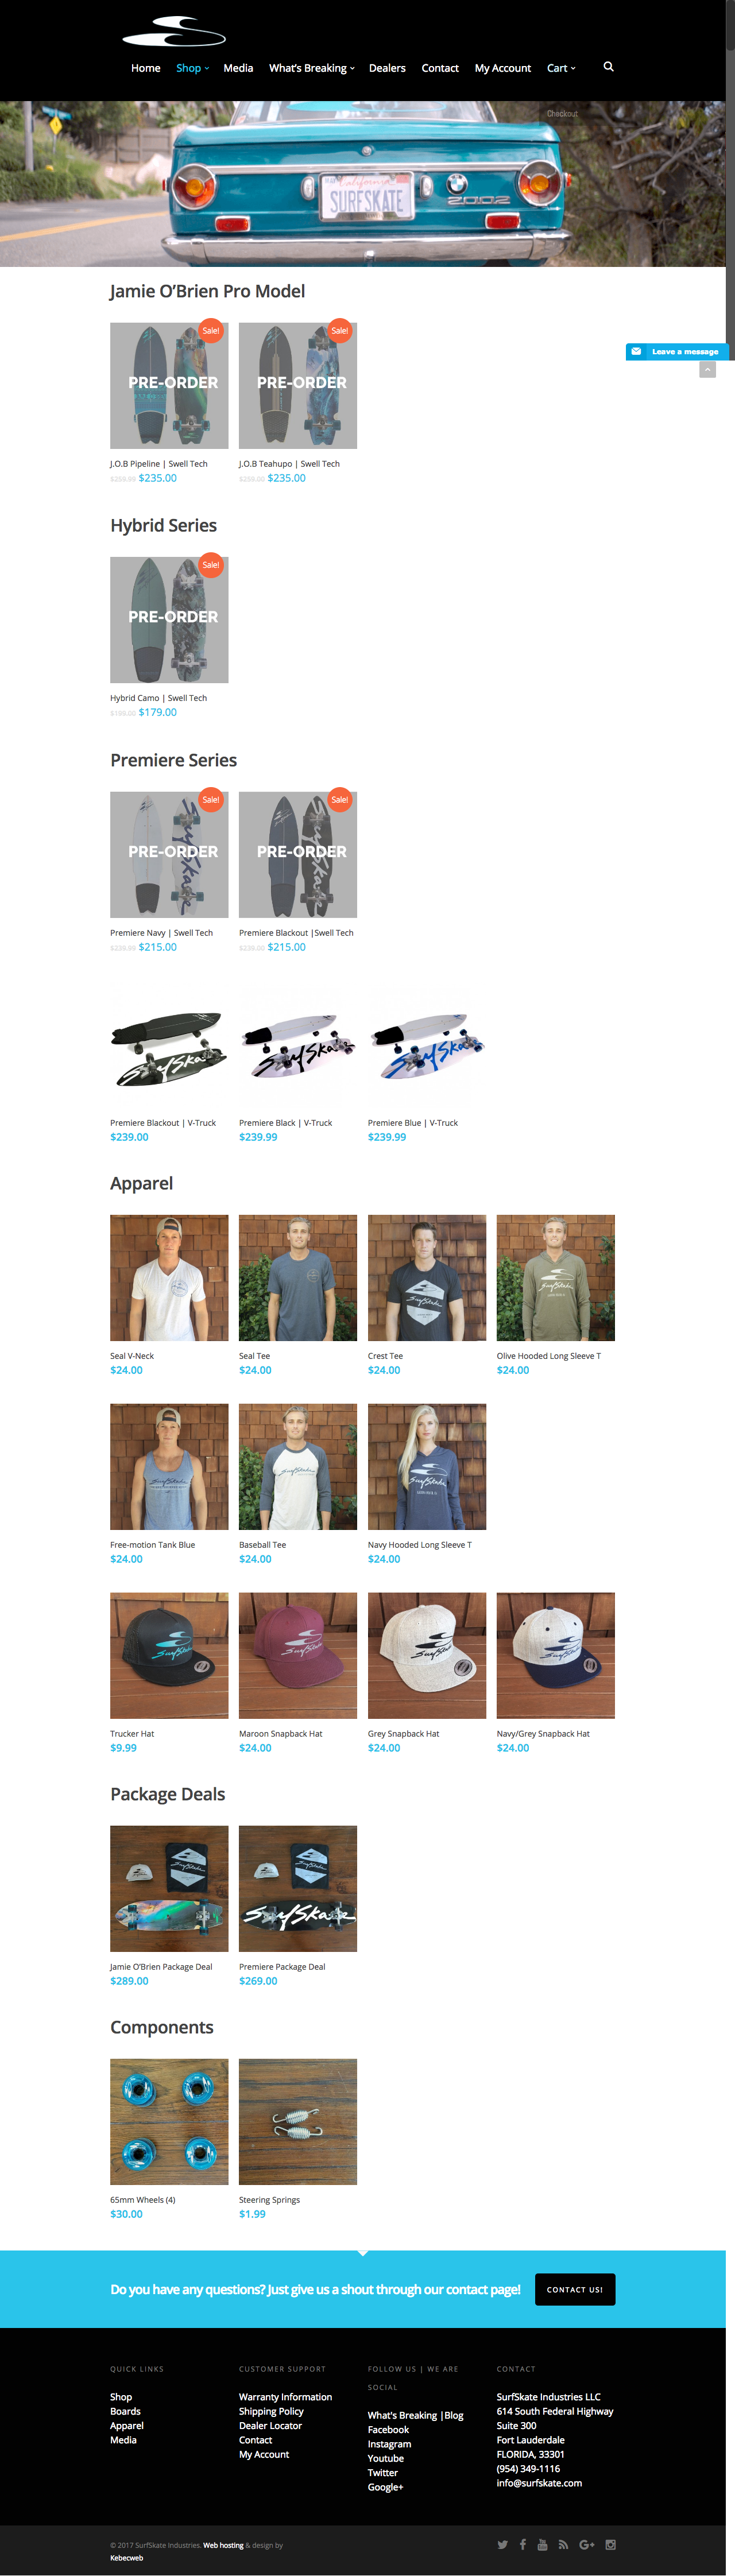 Home Shop Media What's Breaking Dealers Contact My Account Cart
Checkout
California
SURFSKATE
2002
Jamie O'Brien Pro Model
Sale! Sale!
PRE-ORDER PRE-ORDER
J.O.B Pipeline | Swell Tech J.O.B Teahupo | Swell Tech
$235.00 $235.00
Leave a message
Hybrid Series
Sale!
PRE-ORDER
Hybrid Camo | Swell Tech
$199.00 $179.00
Premiere Series
Sale! Sale!
PRE-ORDER PRE-ORDER
Premiere Navy | Swell Tech Premiere Blackout |Swell Tech
$239.99 $215.00 $239.00 $215.00
Premiere Blackout | V-Truck Premiere Black | V-Truck Premiere Blue | V-Truck
$239.00 $239.99 $239.99
Apparel
Seal V-Neck Seal Tee Crest Tee Olive Hooded Long Sleeve T
$24.00 $24.00 $24.00 $24.00
Free-motion Tank Blue Baseball Tee Navy Hooded Long Sleeve T
$24.00 $24.00 $24.00
Trucker Hat Maroon Snapback Hat Grey Snapback Hat Navy/Grey Snapback Hat
$9.99 $24.00 $24.00 $24.00
Package Deals
Jamie O'Brien Package Deal Premiere Package Deal
$289.00 $269.00
Components
65mm Wheels (4) Steering Springs
$30.00 $1.99
Do you have any questions? Just give us a shout through our contact page! CONTACT US!
QUICK LINKS
Shop
Boards
Apparel
Media
CUSTOMER SUPPORT
Warranty Information
Shipping Policy
Dealer Locator
Contact
My Account
FOLLOW US | WE ARE
SOCIAL
What's Breaking |Blog
Facebook
Instagram
Youtube
Twitter
Google+
CONTACT
SurfSkate Industries LLC
614 South Federal Highway
Suite 300
Fort Lauderdale
FLORIDA, 33301
(954) 349-1116
info@surfskate.com
© 2017 SurfSkate Industries. Web hosting & design by
Kebecweb